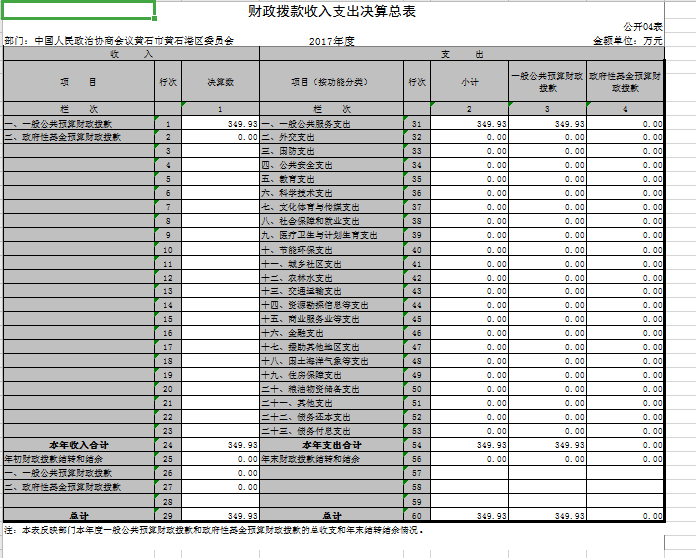 财政拨款收入支出决算总表
公开04表
部门：中国人民政治协商会议黄石市黄石港区委员会 2017年度 金额单位：万元
收 入 支 出
项 目 行次 决算数 项目（按功能分类） 行次 小计 一般公共预算财政拨款 政府性基金预算财政拨款
栏 次 1 栏 次 2 3 4
一、一般公共预算财政拨款 1 349.93 一、一般公共服务支出 31 349.93 349.93 0.00
二、政府性基金预算财政拨款 2 0.00 二、外交支出 32 0.00 0.00 0.00
3 三、国防支出 33 0.00 0.00 0.00
4 四、公共安全支出 34 0.00 0.00 0.00
5 五、教育支出 35 0.00 0.00 0.00
6 六、科学技术支出 36 0.00 0.00 0.00
7 七、文化体育与传媒支出 37 0.00 0.00 0.00
8 八、社会保障和就业支出 38 0.00 0.00 0.00
9 九、医疗卫生与计划生育支出 39 0.00 0.00 0.00
10 十、节能环保支出 40 0.00 0.00 0.00
11 十一、城乡社区支出 41 0.00 0.00 0.00
12 十二、农林水支出 42 0.00 0.00 0.00
13 十三、交通运输支出 43 0.00 0.00 0.00
14 十四、资源勘探信息等支出 44 0.00 0.00 0.00
15 十五、商业服务业等支出 45 0.00 0.00 0.00
16 十六、金融支出 46 0.00 0.00 0.00
17 十七、援助其他地区支出 47 0.00 0.00 0.00
18 十八、国土海洋气象等支出 48 0.00 0.00 0.00
19 十九、住房保障支出 49 0.00 0.00 0.00
20 二十、粮油物资储备支出 50 0.00 0.00 0.00
21 二十一、其他支出 51 0.00 0.00 0.00
22 二十二、债务还本支出 52 0.00 0.00 0.00
23 二十三、债务付息支出 53 0.00 0.00 0.00
本年收入合计 24 349.93 本年支出合计 54 349.93 349.93 0.00
年初财政拨款结转和结余 25 0.00 年末财政拨款结转和结余 56 0.00 0.00 0.00
一、一般公共预算财政拨款 26 0.00 57
二、政府性基金预算财政拨款 27 0.00 58
28 59
总计 29 349.93 总计 60 349.93 349.93 0.00
注：本表反映部门本年度一般公共预算财政拨款和政府性基金预算财政拨款的总收支和年末结转结余情况。